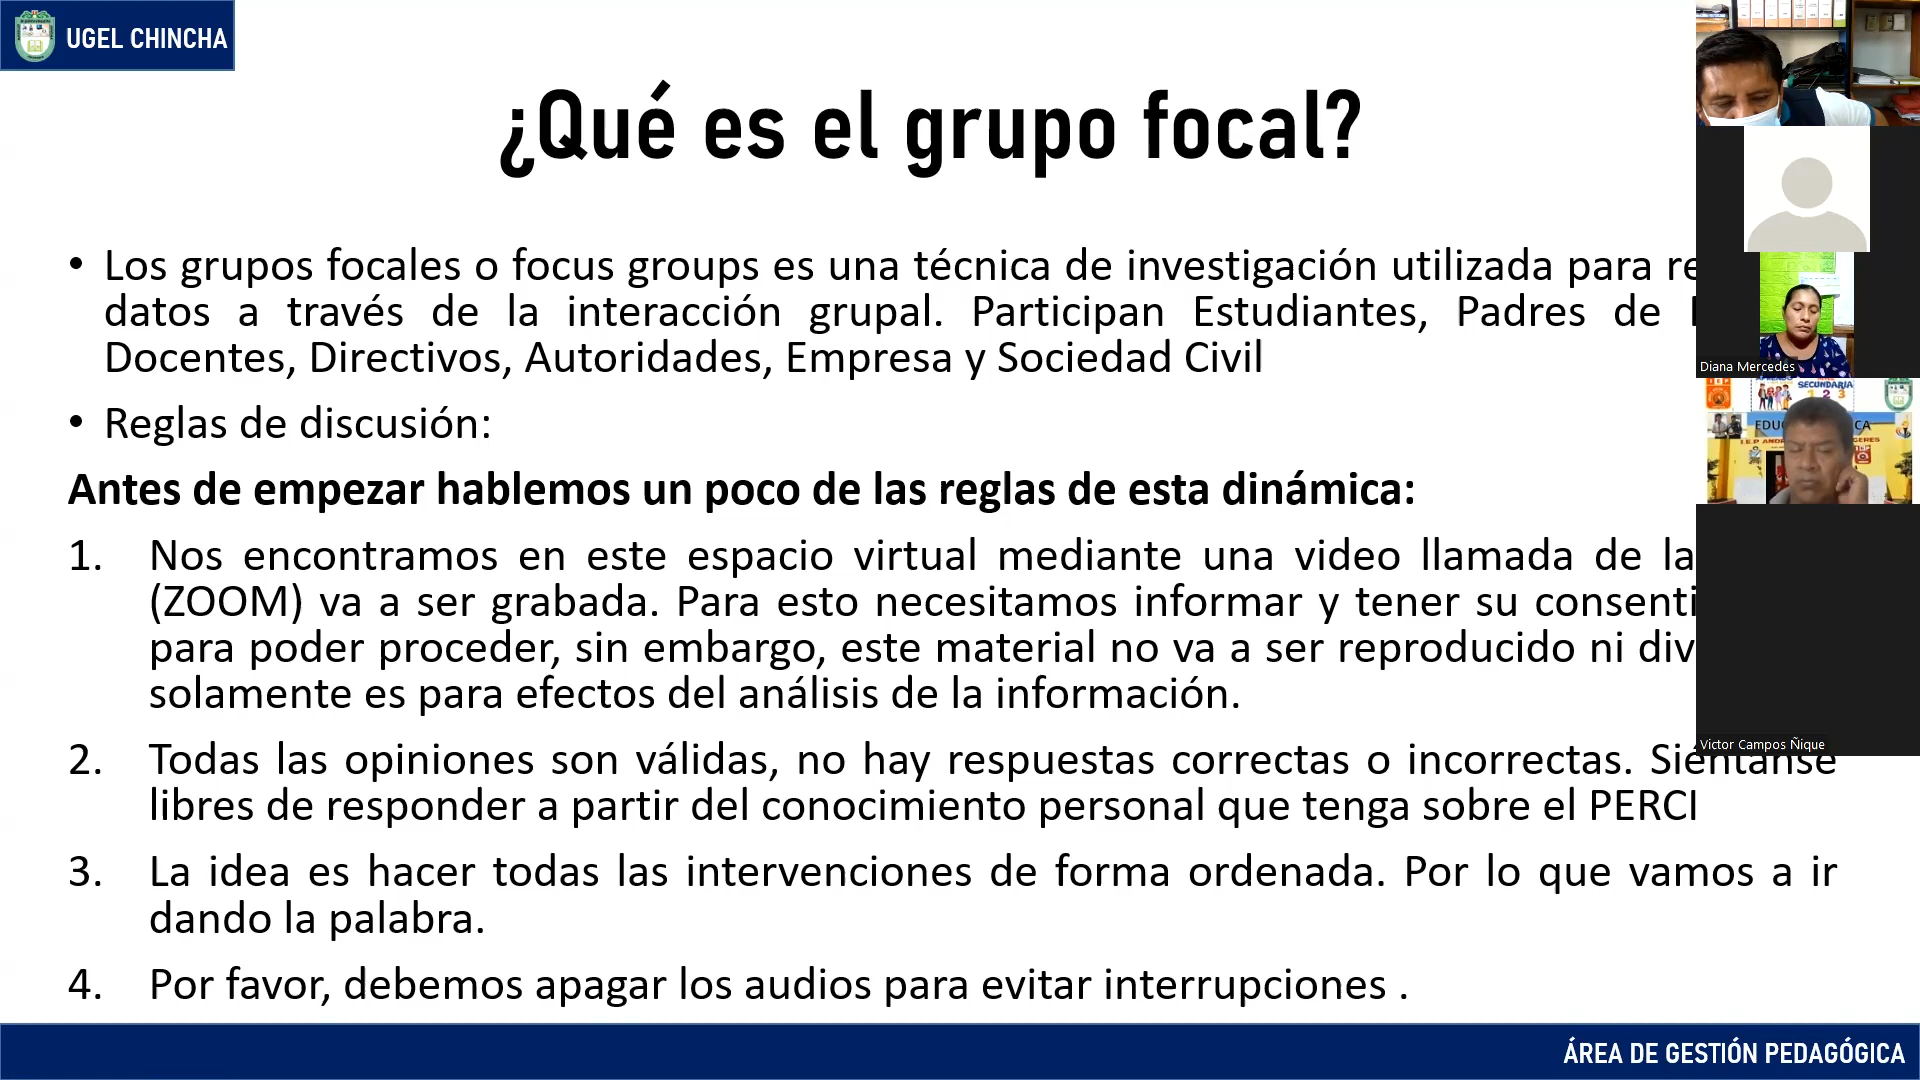 UGEL CHINCHA
¿Qué es el grupo focal?
• Los grupos focales o focus groups es una técnica de investigación utilizada para
datos a través de la interacción grupal. Participan Estudiantes, Padres de
Docentes, Directivos, Autoridades, Empresa y Sociedad Civil
• Reglas de discusión:
Antes de empezar hablemos un poco de las reglas de esta dinámica:
1. Nos encontramos en este espacio virtual mediante una video llamada de la
(ZOOM) va a ser grabada. Para esto necesitamos informar y tener su
para poder proceder, sin embargo, este material no va a ser reproducido ni
solamente es para efectos del análisis de la información.
2. Todas las opiniones son válidas, no hay respuestas correctas o incorrectas. Siéntanse
libres de responder a partir del conocimiento personal que tenga sobre el PERCI
3. La idea es hacer todas las intervenciones de forma ordenada. Por lo que vamos a ir
dando la palabra.
4. Por favor, debemos apagar los audios para evitar interrupciones .
ÁREA DE GESTIÓN PEDAGÓGICA
Diana Mercedes
SECUNDARIA
1 2 3
Victor Campos Ñique